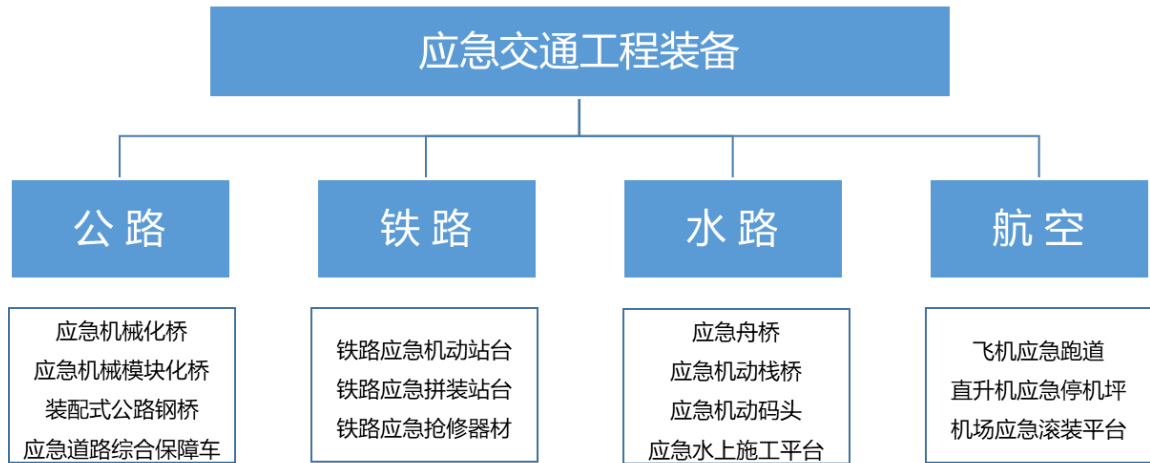 应急交通工程装备
公路
铁路
水路
航空
应急机械化桥
应急机械模块化桥
装配式公路钢桥
应急道路综合保障车
铁路应急机动站台
铁路应急拼装站台
铁路应急抢修器材
应急舟桥
应急机动栈桥
应急机动码头
应急水上施工平台
飞机应急跑道
直升机应急停机坪
机场应急滚装平台